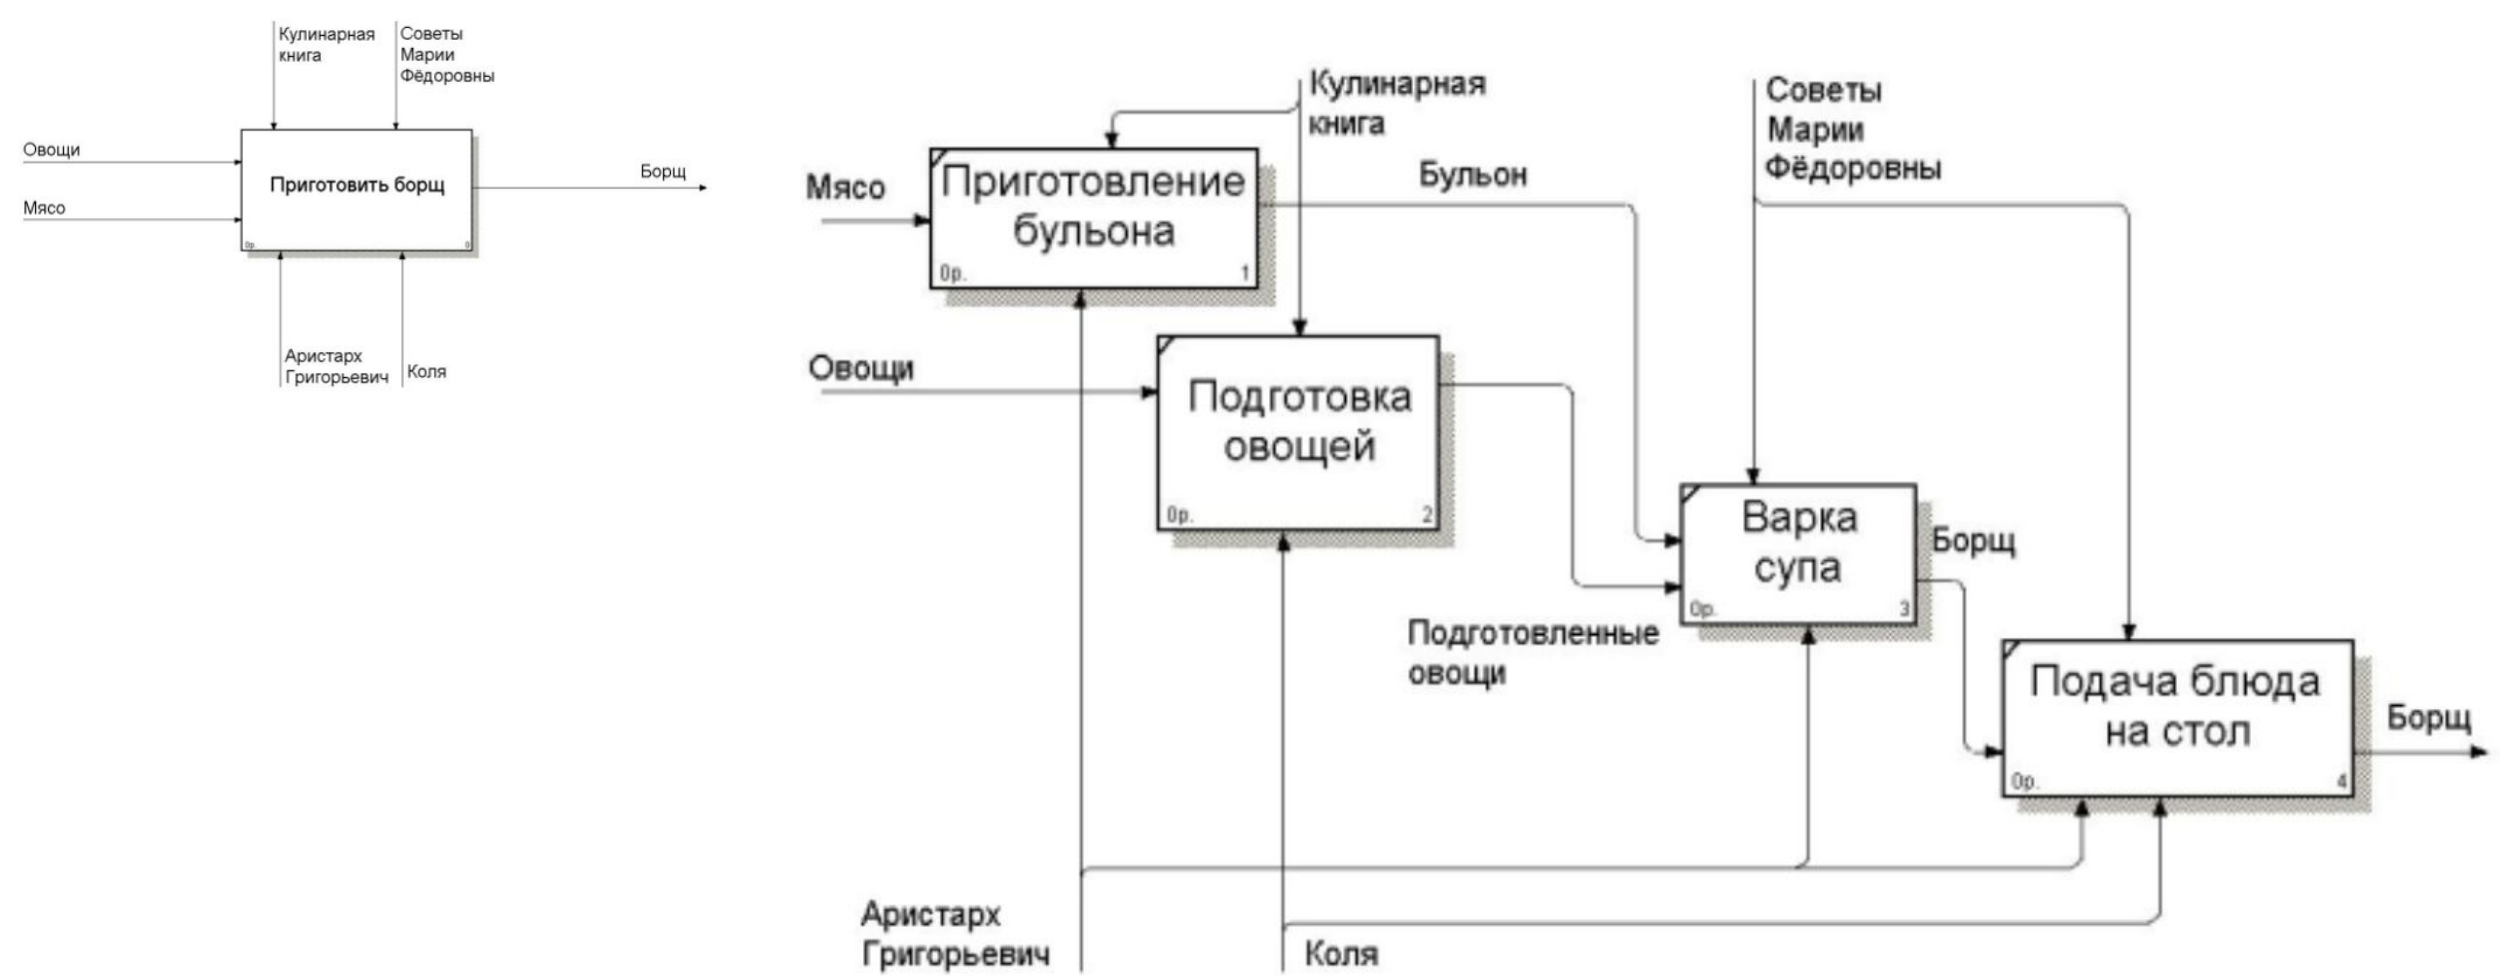 Кулинарная
книга
Советы
Марии
Фёдоровны
Овощи
Мясо
Приготовить борщ
0р.
0
Борщ
Аристарх
Григорьевич
Коля
Кулинарная
книга
Советы
Марии
Фёдоровны
Мясо
Приготовление
бульона
0р.
1
Бульон
Овощи
Подготовка
овощей
0р.
2
Варка
супа
0р.
3
Борщ
Подготовленные
овощи
Подача блюда
на стол
0р.
4
Борщ
Аристарх
Григорьевич
Коля